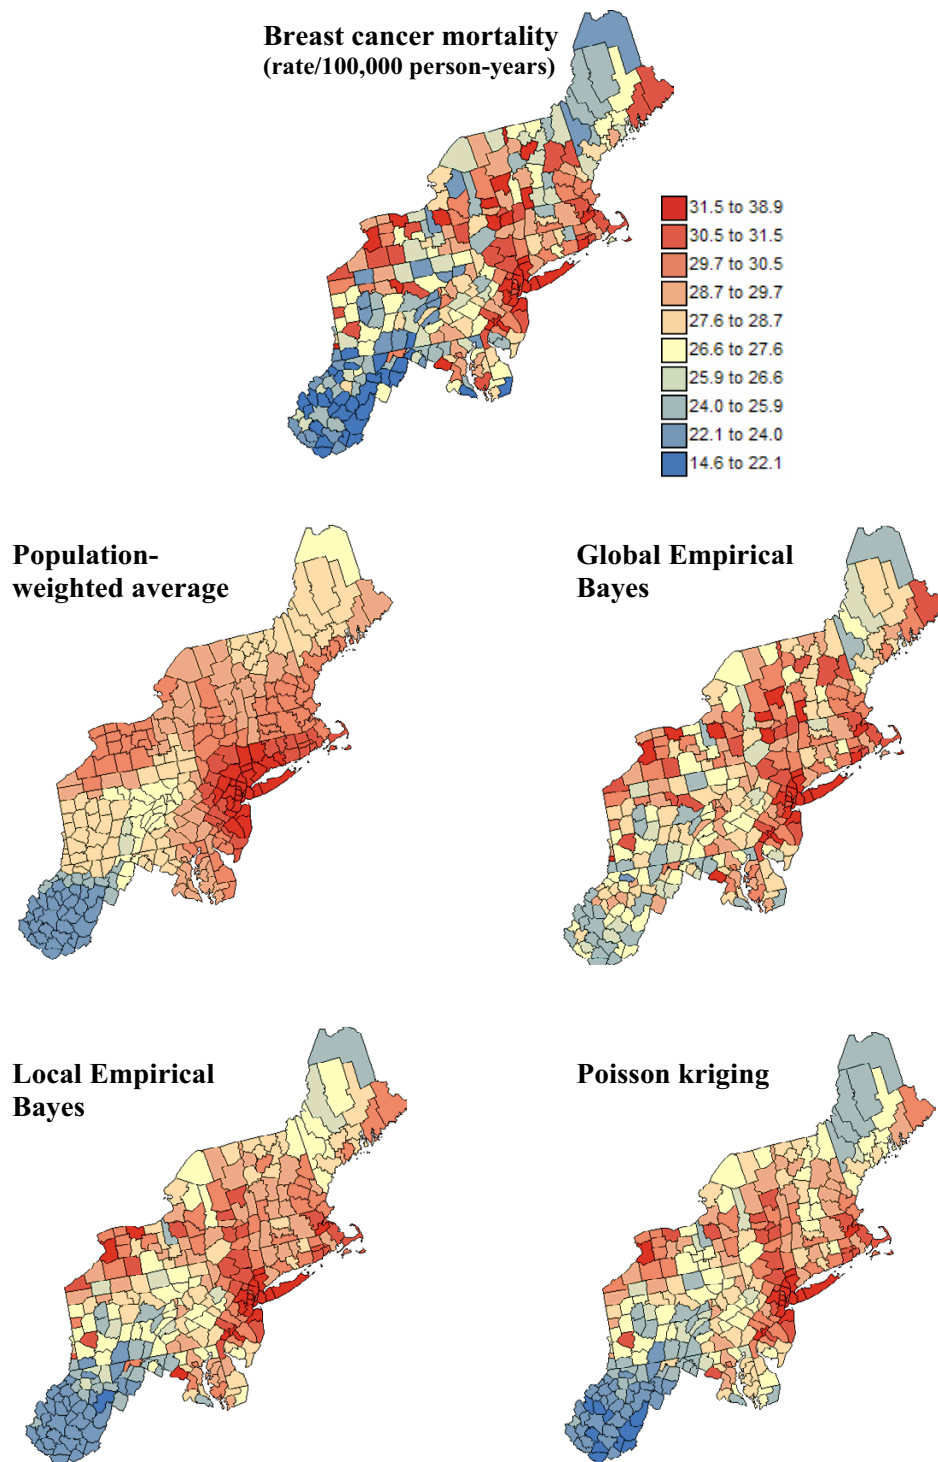 Breast cancer mortality
(rate/100,000 person-years)
31.5 to 38.9
30.5 to 31.5
29.7 to 30.5
28.7 to 29.7
27.6 to 28.7
26.6 to 27.6
25.9 to 26.6
24.0 to 25.9
22.1 to 24.0
14.6 to 22.1
Population-
weighted average
Global Empirical
Bayes
Local Empirical
Bayes
Poisson kriging